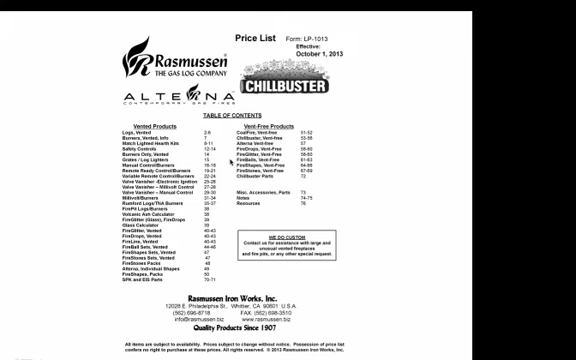 Price List Form: LP-1013
Effective:
October 1, 2013
Rasmussen
THE GAS LOG COMPANY
CHILLBUSTER
ALTERNA
CONTEMPORARY GAS FIRES
TABLE OF CONTENTS
Vented Products
Logs, Vented 2-6
Burners, Vented, Info 7
Match Lighted Hearth Kits 8-11
Safety Controls 12-14
Burners Only, Vented 14
Grates / Log Lighters 15
Manual Control/Burners 16-18
Remote Ready Control/Burners 19-21
Variable Remote Control/Burners 22-24
Valve Vanisher -Electronic Ignition 25-26
Valve Vanisher – Millivolt Control 27-28
Valve Vanisher – Manual Control 29-30
Millivolt/Burners 31-34
Rumford Logs/TNA Burners 35-37
FirePit Logs/Burners 38
Volcanic Ash Calculator 38
FireGlitter (Glass), FireDrops 39
Glass Calculator 39
FireGlitter, Vented 40-43
FireDrops, Vented 40-43
FireLine, Vented 40-43
FireBall Sets, Vented 44-46
FireShapes Sets, Vented 47
FireStones Sets, Vented 47
FireStones Packs 48
Alterna, Individual Shapes 49
FireShapes, Packs 50
SPK and EIS Parts 70-71
Vent-Free Products
CoalFire, Vent-free 51-52
Chillbuster, Vent-free 53-56
Alterna Vent-free 57
FireDrops, Vent-Free 58-60
FireGlitter, Vent-Free 58-60
FireBalls, Vent-Free 61-63
FireShapes, Vent-Free 64-66
FireStones, Vent-Free 67-69
Chillbuster Parts 72
Misc. Accessories, Parts 73
Notes 74-75
Resources 76
WE DO CUSTOM
Contact us for assistance with large and
unusual vented fireplaces
and fire pits, or any other special request.
Rasmussen Iron Works, Inc.
12028 E. Philadelphia St., Whittier, CA 90601 U.S.A.
(562) 696-8718 FAX: (562) 698-3510
info@rasmussen.biz www.rasmussen.biz
Quality Products Since 1907
All items are subject to availability. Prices subject to change without notice. Possession of price list
confers no right to purchase at these prices. All rights reserved. © 2013 Rasmussen Iron Works, Inc.